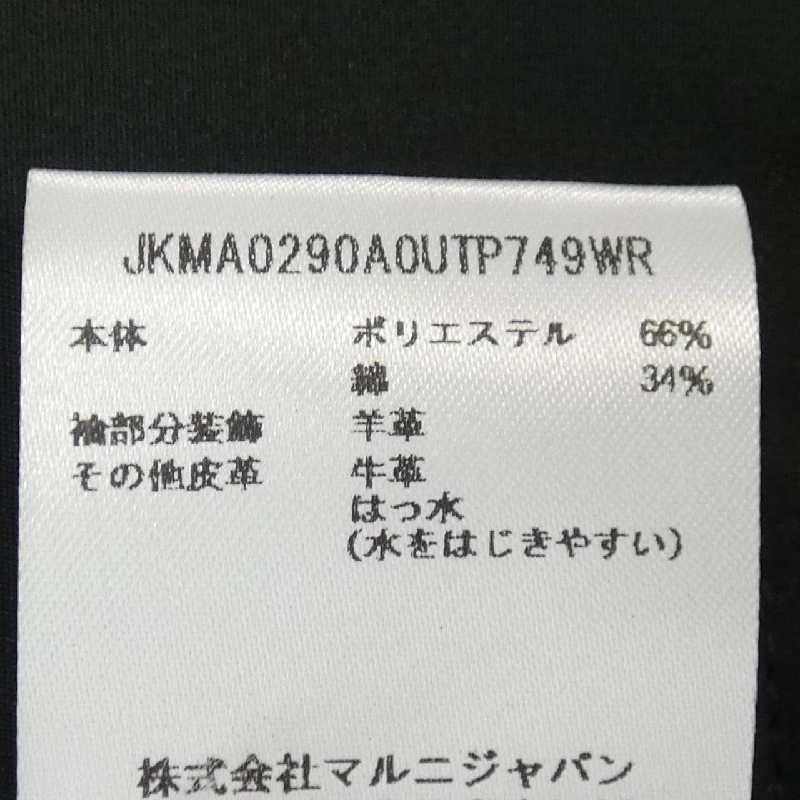 JKMA0290A0UTP749WR
本体 ポリエステル 66%
綿 34%
袖部分装飾 羊革
その他皮革 牛革
はっ水
(水をはじきやすい)
株式会社マルニジャパン